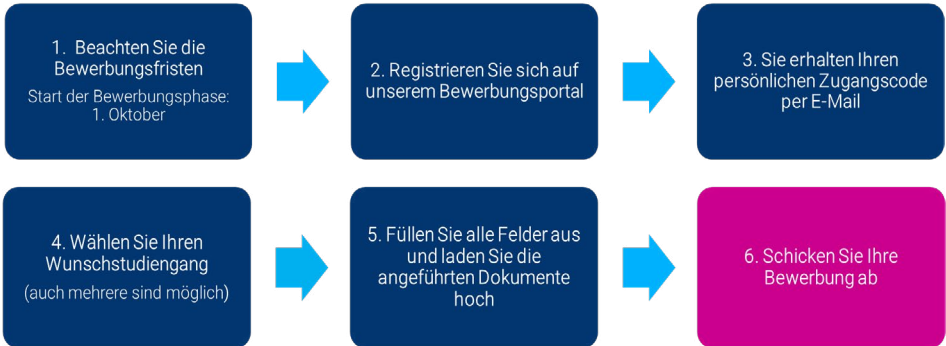 1. Beachten Sie die
Bewerbungsfristen
Start der Bewerbungsphase:
1. Oktober
2. Registrieren Sie sich auf
unserem Bewerbungsportal
3. Sie erhalten Ihren
persönlichen Zugangscode
per E-Mail
4. Wählen Sie Ihren
Wunschstudiengang
(auch mehrere sind möglich)
5. Füllen Sie alle Felder aus
und laden Sie die
angeführten Dokumente
hoch
6. Schicken Sie Ihre
Bewerbung ab